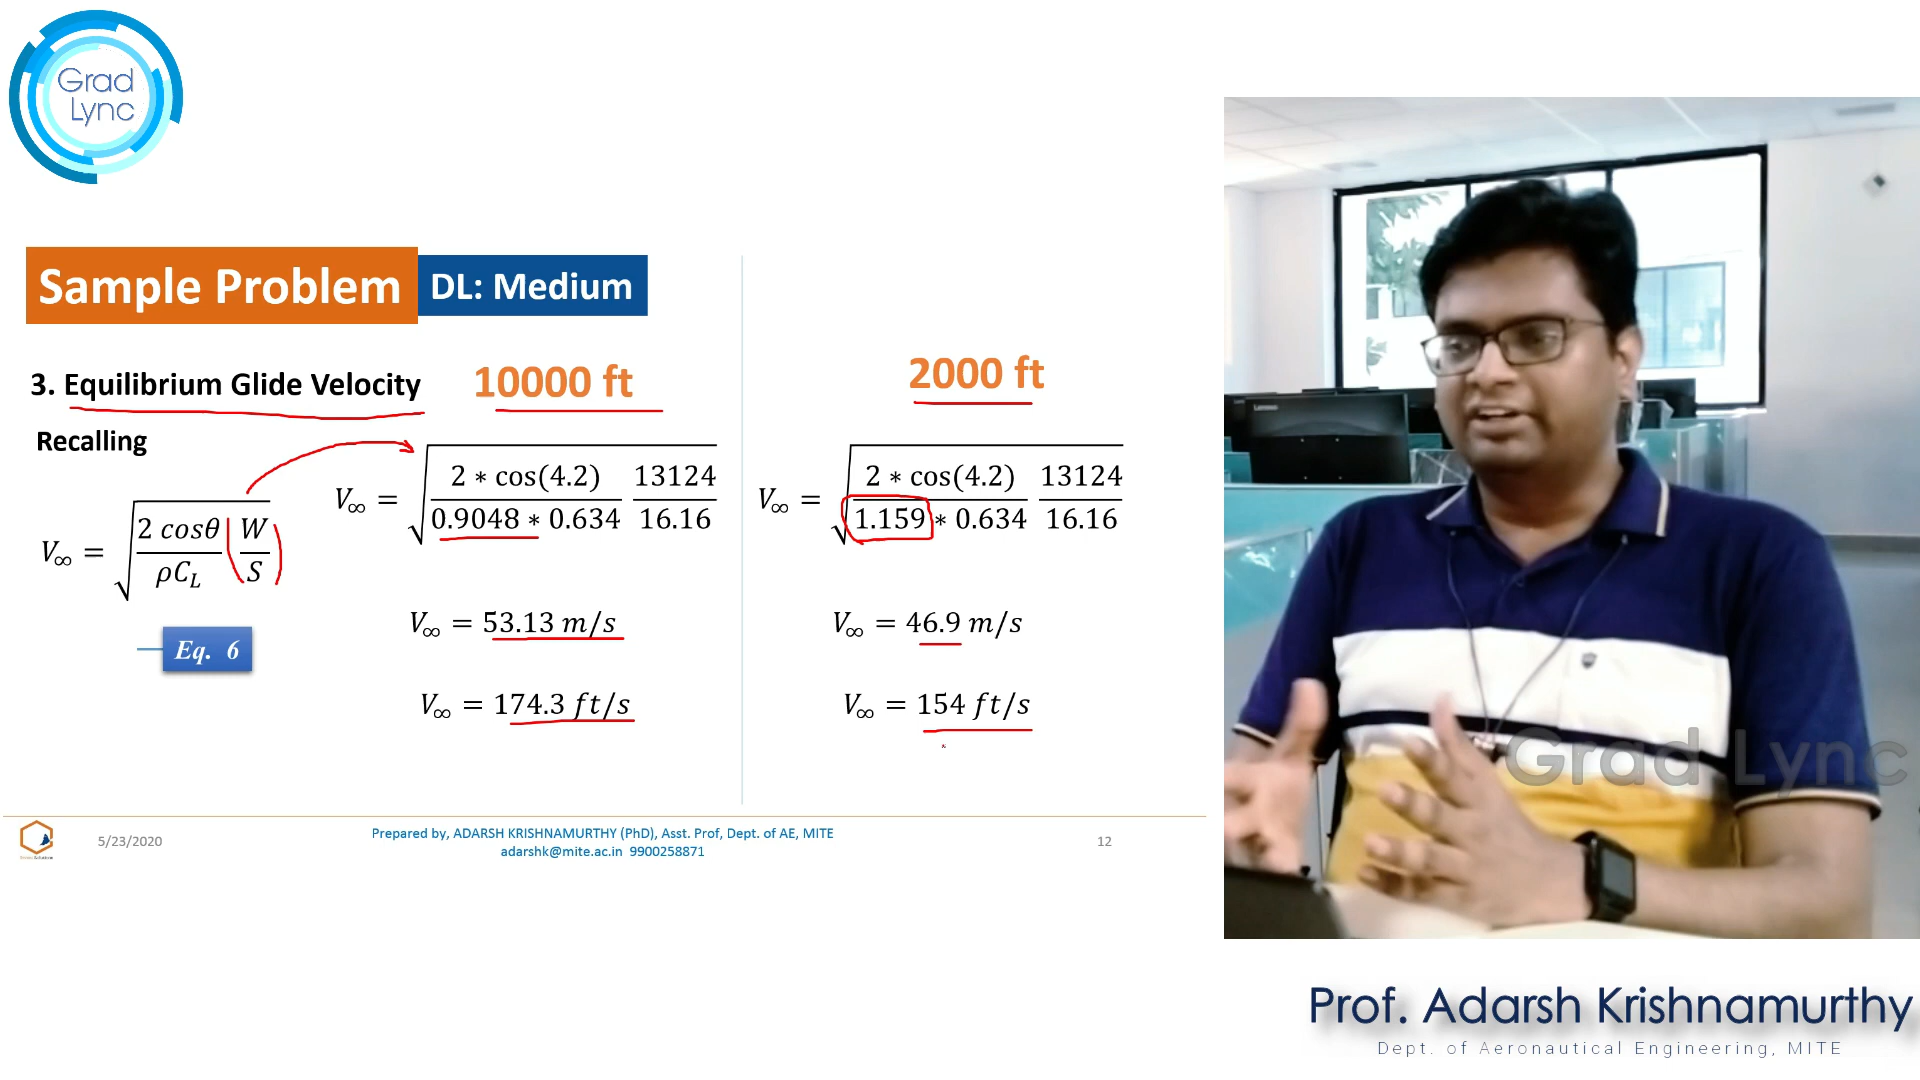 Grad
Lync
Sample Problem DL: Medium
3. Equilibrium Glide Velocity
10000 ft
2000 ft
Recalling
V∞ = √(2 cosθ / ρC_L) (W / S)
Eq. 6
V∞ = √(2 ∗ cos(4.2) / 0.9048 ∗ 0.634) (13124 / 16.16)
V∞ = 53.13 m/s
V∞ = 174.3 ft/s
V∞ = √(2 ∗ cos(4.2) / 1.159 ∗ 0.634) (13124 / 16.16)
V∞ = 46.9 m/s
V∞ = 154 ft/s
5/23/2020
Prepared by, ADARSH KRISHNAMURTHY (PhD), Asst. Prof, Dept. of AE, MITE
adarshk@mite.ac.in 9900258871
12
Lenovo
Grad Lync
Prof. Adarsh Krishnamurthy
Dept. of Aeronautical Engineering, MITE